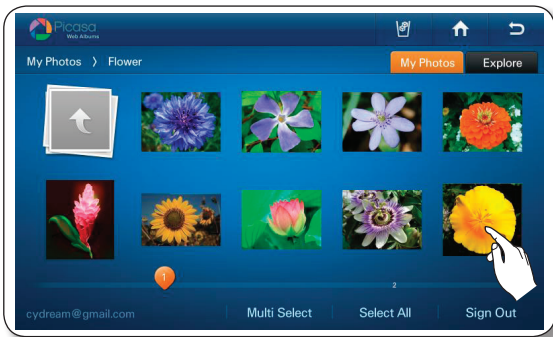 Picasa
Web Albums
My Photos 〉 Flower
My Photos
Explore
1
2
cydream@gmail.com
Multi Select
Select All
Sign Out